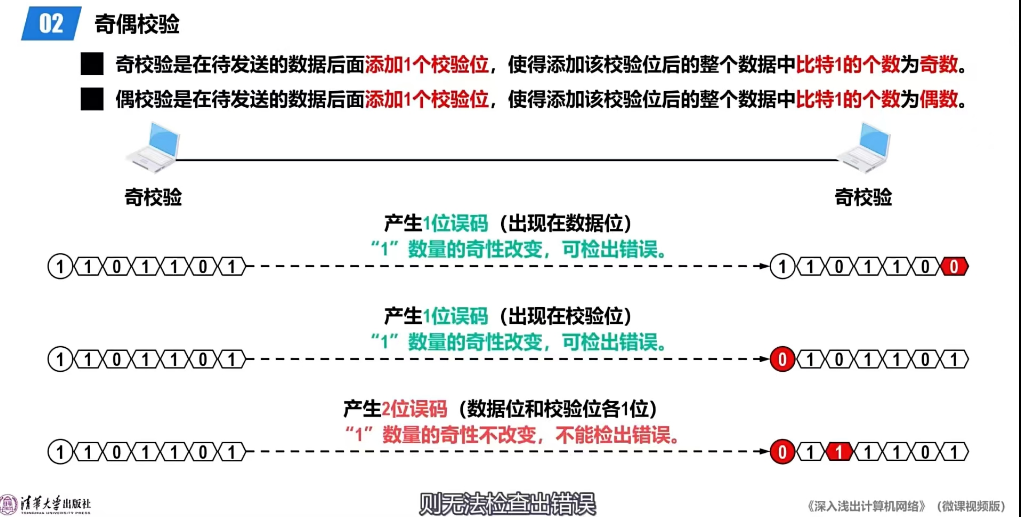 02 奇偶校验
奇校验是在待发送的数据后面添加1个校验位，使得添加该校验位后的整个数据中比特1的个数为奇数。
偶校验是在待发送的数据后面添加1个校验位，使得添加该校验位后的整个数据中比特1的个数为偶数。
奇校验 奇校验
产生1位误码（出现在数据位）
“1”数量的奇性改变，可检出错误。
1 1 0 1 1 0 1 1 1 0 1 1 0 0
产生1位误码（出现在校验位）
“1”数量的奇性改变，可检出错误。
1 1 0 1 1 0 1 0 1 0 1 1 0 1
产生2位误码（数据位和校验位各1位）
“1”数量的奇性不改变，不能检出错误。
1 1 0 1 1 0 1 0 1 1 1 1 0 1
清华大学出版社
TSINGHUA UNIVERSITY PRESS
则无法检查出错误
《深入浅出计算机网络》（微课视频版）